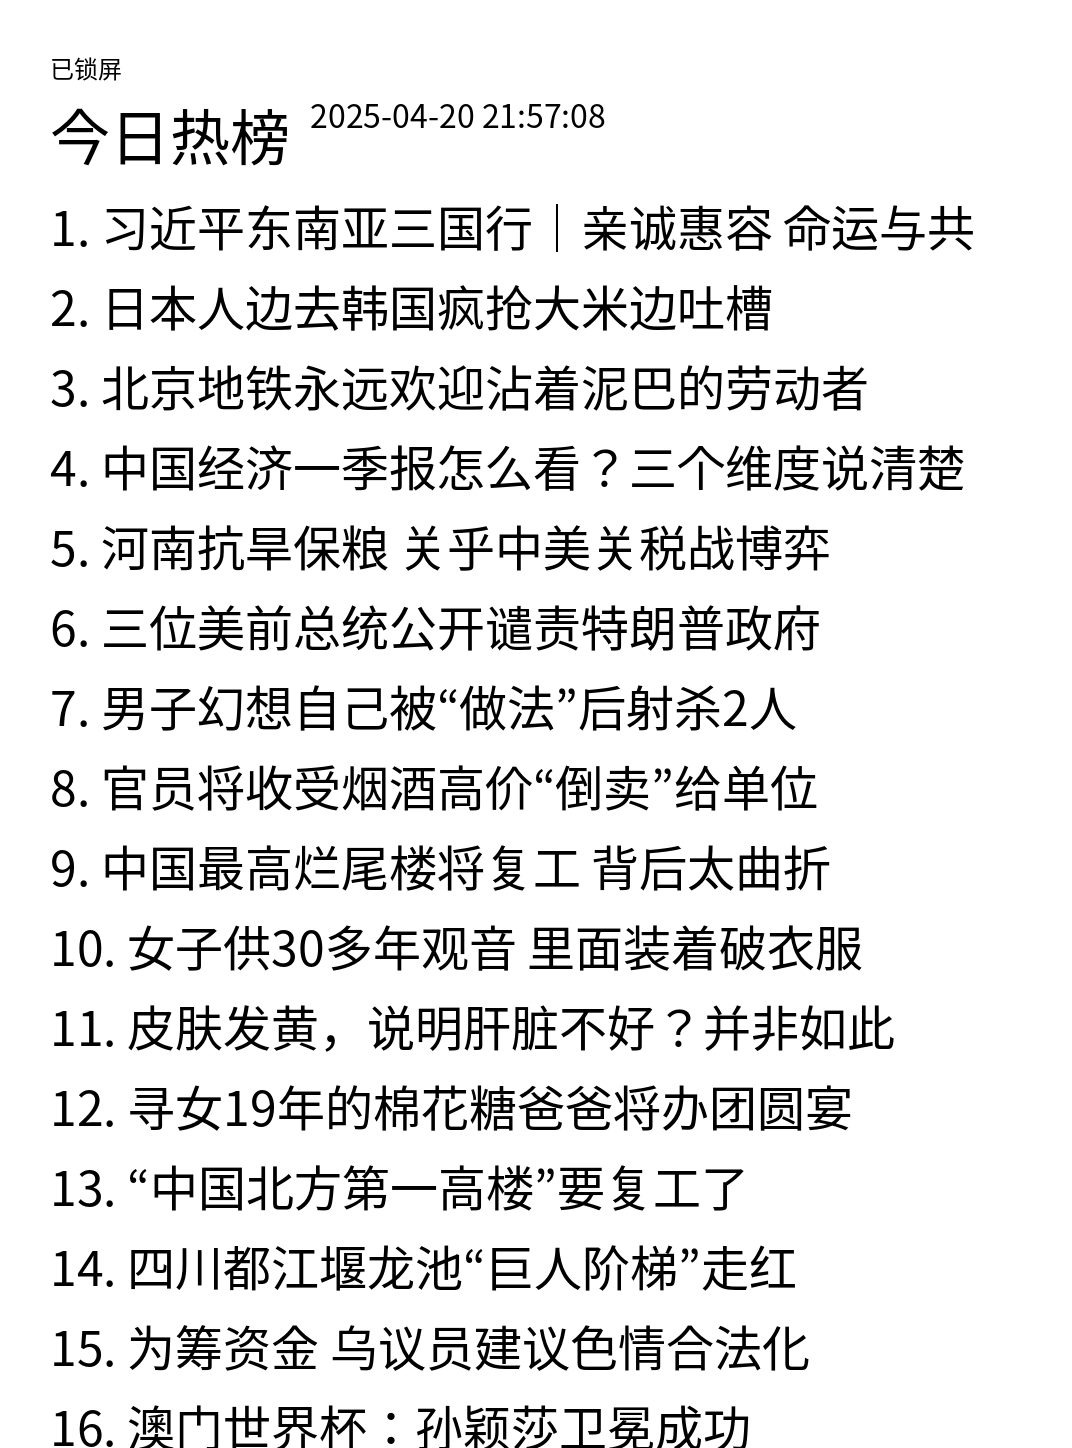 已锁屏
今日热榜 2025-04-20 21:57:08
1. 习近平东南亚三国行｜亲诚惠容 命运与共
2. 日本人边去韩国疯抢大米边吐槽
3. 北京地铁永远欢迎沾着泥巴的劳动者
4. 中国经济一季报怎么看？三个维度说清楚
5. 河南抗旱保粮 关乎中美关税战博弈
6. 三位美前总统公开谴责特朗普政府
7. 男子幻想自己被“做法”后射杀2人
8. 官员将收受烟酒高价“倒卖”给单位
9. 中国最高烂尾楼将复工 背后太曲折
10. 女子供30多年观音 里面装着破衣服
11. 皮肤发黄，说明肝脏不好？并非如此
12. 寻女19年的棉花糖爸爸将办团圆宴
13. “中国北方第一高楼”要复工了
14. 四川都江堰龙池“巨人阶梯”走红
15. 为筹资金 乌议员建议色情合法化
16. 澳门世界杯：孙颖莎卫冕成功